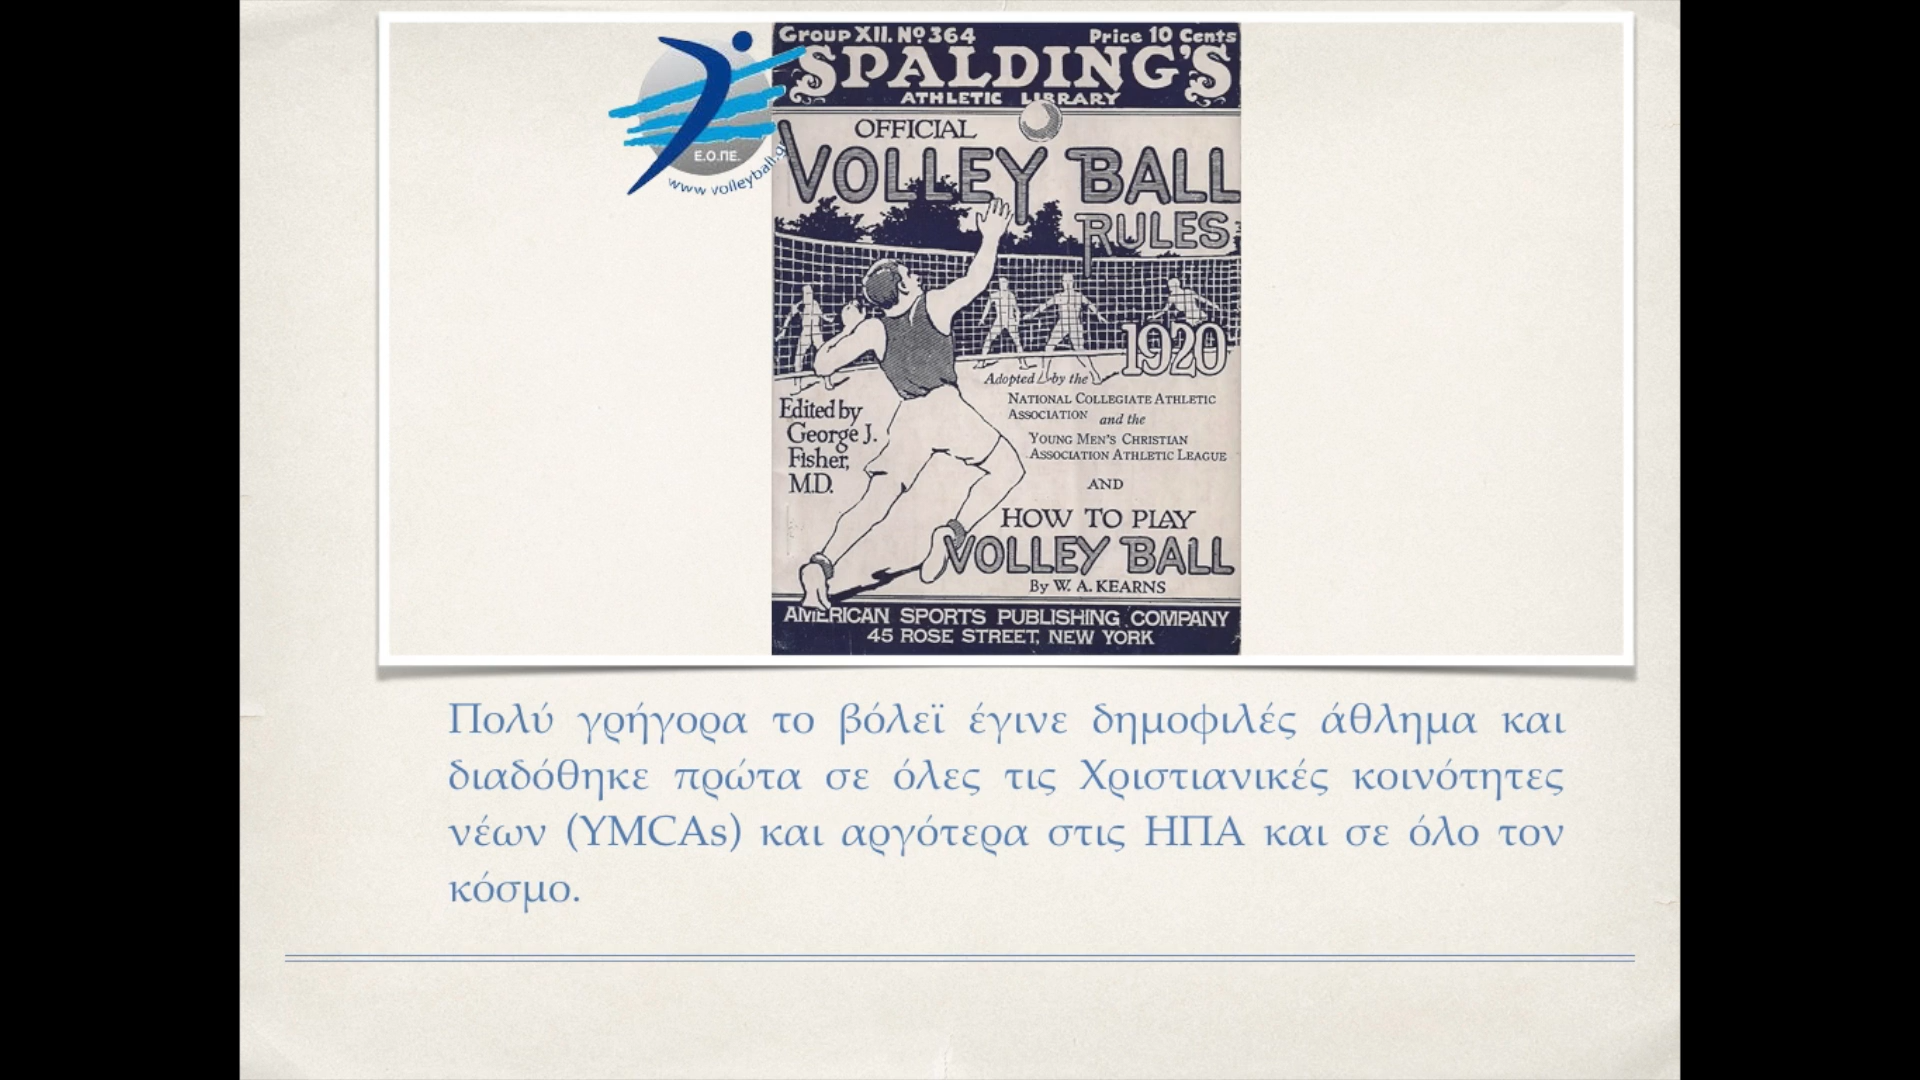 Group XII. No 364 Price 10 Cents
SPALDING'S
ATHLETIC LIBRARY
Ε.Ο.ΠΕ.
www.volleyball.gr
OFFICIAL
VOLLEY BALL
RULES
1920
Adopted by the
NATIONAL COLLEGIATE ATHLETIC
ASSOCIATION and the
YOUNG MEN'S CHRISTIAN
ASSOCIATION ATHLETIC LEAGUE
Edited by
George J.
Fisher,
M.D.
AND
HOW TO PLAY
VOLLEY BALL
By W. A. KEARNS
AMERICAN SPORTS PUBLISHING COMPANY
45 ROSE STREET, NEW YORK
Πολύ γρήγορα το βόλεϊ έγινε δημοφιλές άθλημα και
διαδόθηκε πρώτα σε όλες τις Χριστιανικές κοινότητες
νέων (YMCAs) και αργότερα στις ΗΠΑ και σε όλο τον
κόσμο.